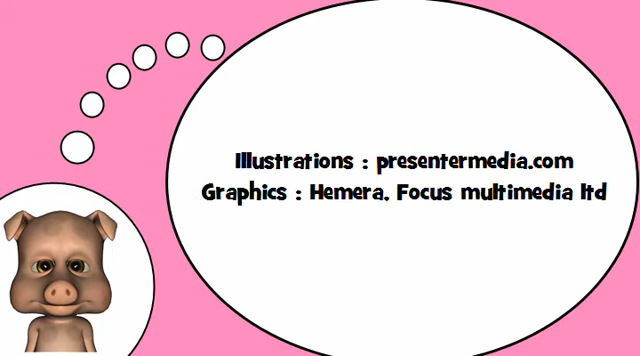 Illustrations : presentermedia.com
Graphics : Hemera, Focus multimedia ltd